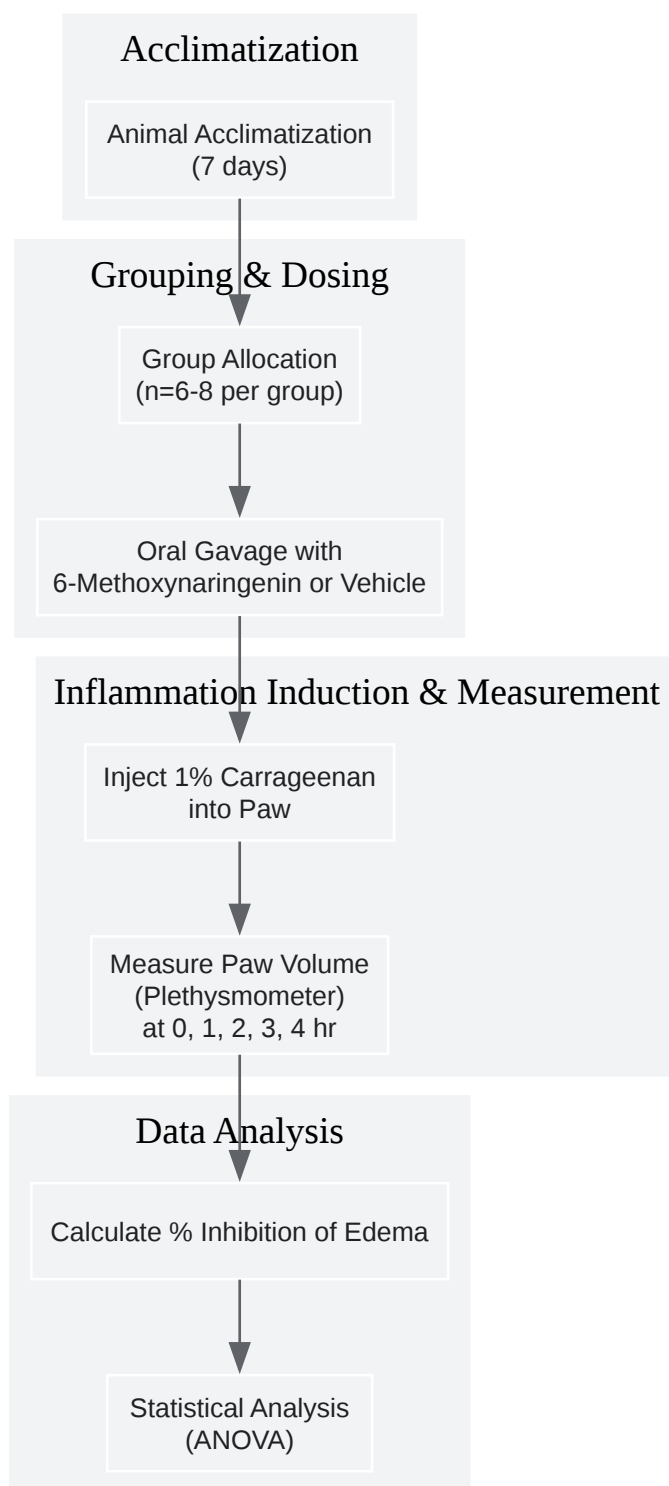 Acclimatization
Animal Acclimatization
(7 days)
Grouping & Dosing
Group Allocation
(n=6-8 per group)
Oral Gavage with
6-Methoxynaringenin or Vehicle
Inflammation Induction & Measurement
Inject 1% Carrageenan
into Paw
Measure Paw Volume
(Plethysmometer)
at 0, 1, 2, 3, 4 hr
Data Analysis
Calculate % Inhibition of Edema
Statistical Analysis
(ANOVA)